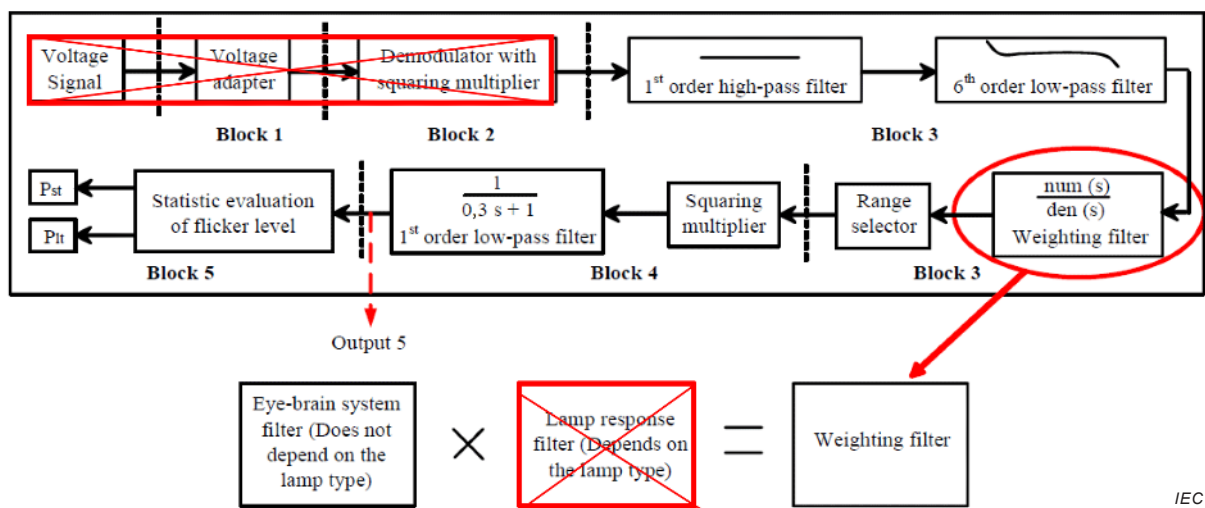 Voltage
Signal
Voltage
adapter
Demodulator with
squaring multiplier
1st order high-pass filter
6th order low-pass filter
Block 1
Block 2
Block 3
Pst
Plt
Statistic evaluation
of flicker level
1
0,3 s + 1
1st order low-pass filter
Squaring
multiplier
Range
selector
num (s)
den (s)
Weighting filter
Block 5
Block 4
Block 3
Output 5
Eye-brain system
filter (Does not
depend on the
lamp type)
×
Lamp response
filter (Depends on
the lamp type)
=
Weighting filter
IEC